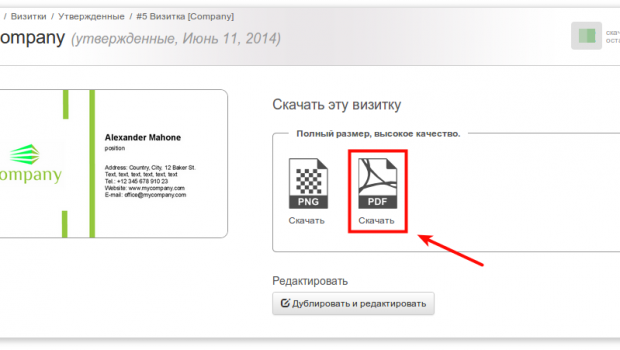 / Визитки / Утвержденные / #5 Визитка [Company]
ompany (утвержденные, Июнь 11, 2014)
скач
оста
Скачать эту визитку
Полный размер, высокое качество.
Alexander Mahone
position
company
Address: Country, City, 12 Baker St.
Text, text, text, text, text, text
Tel.: +12 345 678 910 23
Website: www.mycompany.com
E-mail: office@mycompany.com
PNG
PDF
Скачать
Скачать
Редактировать
Дублировать и редактировать